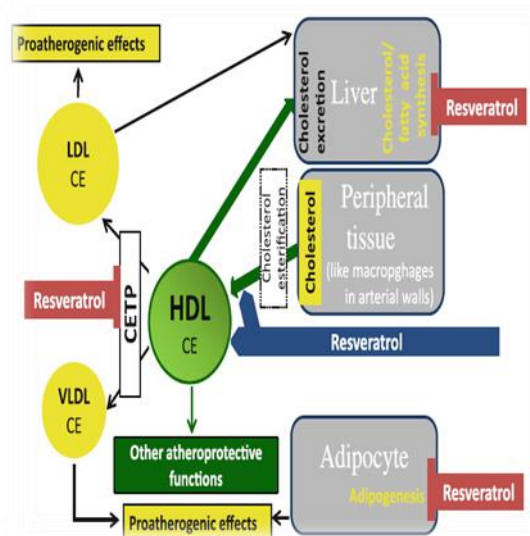 Proatherogenic effects
LDL
CE
Cholesterol
excretion
Liver
Cholesterol/
fatty acid
synthesis
Resveratrol
Cholesterol
esterification
Cholesterol
Peripheral
tissue
(like macropghages
in arterial walls)
Resveratrol
CETP
HDL
CE
Resveratrol
VLDL
CE
Other atheroprotective
functions
Adipocyte
Adipogenesis
Resveratrol
Proatherogenic effects